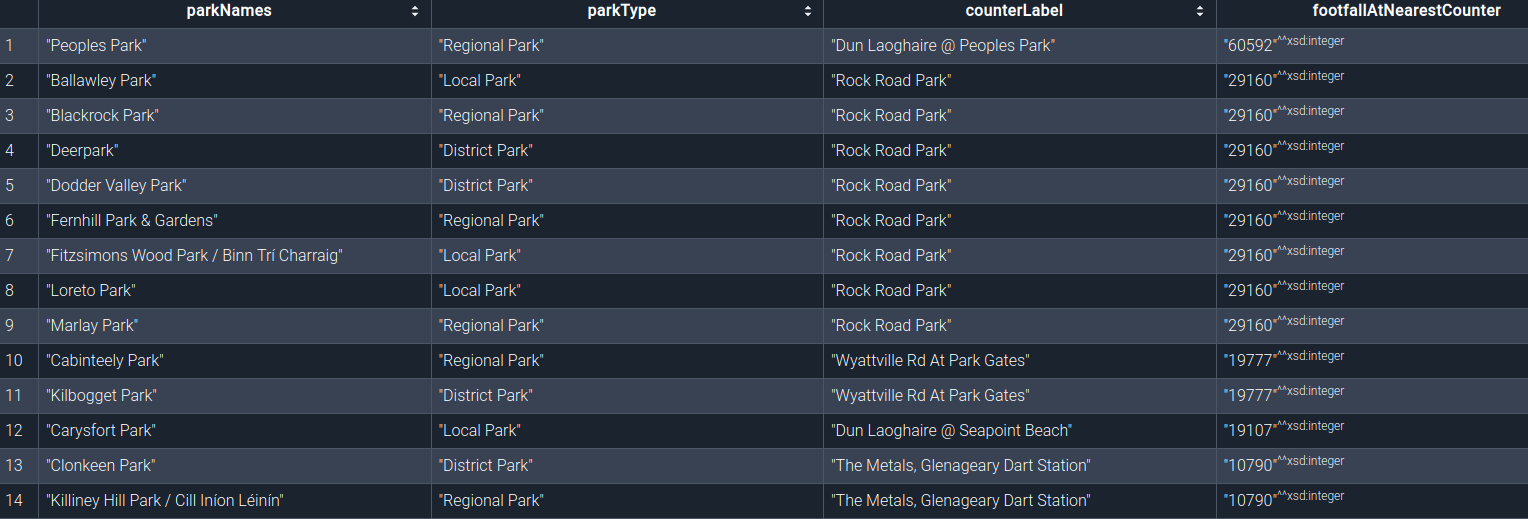 parkNames parkType counterLabel footfallAtNearestCounter
1 "Peoples Park" "Regional Park" "Dun Laoghaire @ Peoples Park" "60592"^^xsd:integer
2 "Ballawley Park" "Local Park" "Rock Road Park" "29160"^^xsd:integer
3 "Blackrock Park" "Regional Park" "Rock Road Park" "29160"^^xsd:integer
4 "Deerpark" "District Park" "Rock Road Park" "29160"^^xsd:integer
5 "Dodder Valley Park" "District Park" "Rock Road Park" "29160"^^xsd:integer
6 "Fernhill Park & Gardens" "Regional Park" "Rock Road Park" "29160"^^xsd:integer
7 "Fitzsimons Wood Park / Binn Trí Charraig" "Local Park" "Rock Road Park" "29160"^^xsd:integer
8 "Loreto Park" "Local Park" "Rock Road Park" "29160"^^xsd:integer
9 "Marlay Park" "Regional Park" "Rock Road Park" "29160"^^xsd:integer
10 "Cabinteely Park" "Regional Park" "Wyattville Rd At Park Gates" "19777"^^xsd:integer
11 "Kilbogget Park" "District Park" "Wyattville Rd At Park Gates" "19777"^^xsd:integer
12 "Carysfort Park" "Local Park" "Dun Laoghaire @ Seapoint Beach" "19107"^^xsd:integer
13 "Clonkeen Park" "District Park" "The Metals, Glenageary Dart Station" "10790"^^xsd:integer
14 "Killiney Hill Park / Cill Iníon Léinín" "Regional Park" "The Metals, Glenageary Dart Station" "10790"^^xsd:integer